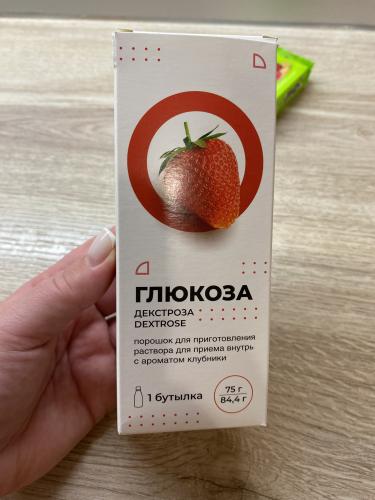 ГЛЮКОЗА
ДЕКСТРОЗА
DEXTROSE
порошок для приготовления
раствора для приема внутрь
с ароматом клубники
1 бутылка
75 г
84,4 г